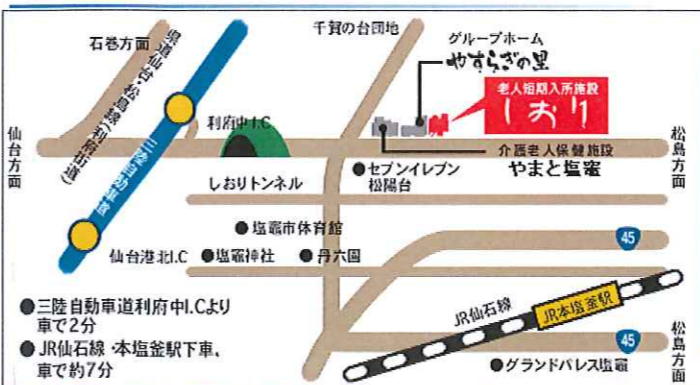 石巻方面
県道仙台・松島線(利府街道)
三陸自動車道
千賀の台団地
グループホーム
やすらぎの里
老人短期入所施設
しおり
利府中I.C
仙台方面
松島方面
介護老人保健施設
やまと塩竈
しおりトンネル
●セブンイレブン
松陽台
●塩竈市体育館
45
仙台港北I.C
●塩竈神社
●丹六園
●三陸自動車道利府中I.Cより
車で2分
●JR仙石線・本塩釜駅下車、
車で約7分
JR仙石線
JR本塩釜駅
45
松島方面
●グランドパレス塩竈